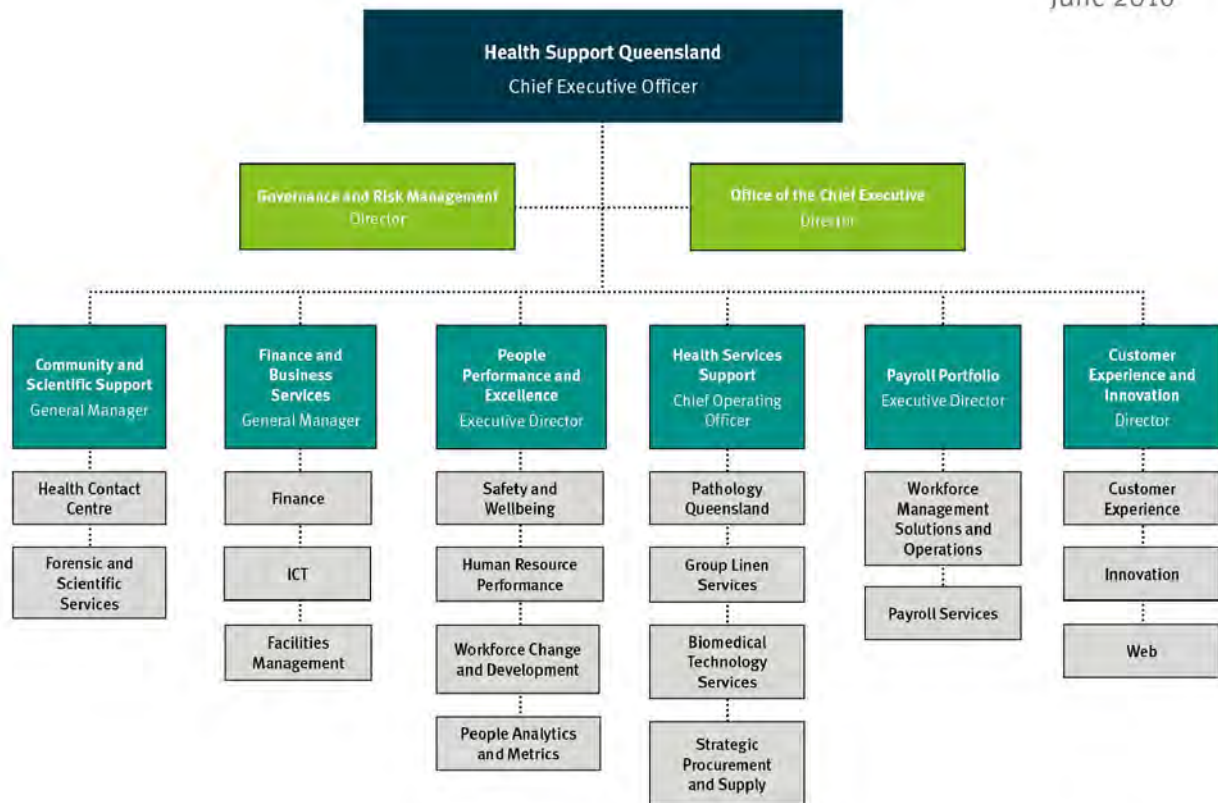 June 2016
Health Support Queensland
Chief Executive Officer
Governance and Risk Management
Director
Office of the Chief Executive
Director
Community and
Scientific Support
General Manager
Finance and
Business
Services
General Manager
People
Performance and
Excellence
Executive Director
Health Services
Support
Chief Operating
Officer
Payroll Portfolio
Executive Director
Customer
Experience and
Innovation
Director
Health Contact
Centre
Forensic and
Scientific
Services
Finance
ICT
Facilities
Management
Safety and
Wellbeing
Human Resource
Performance
Workforce Change
and Development
People Analytics
and Metrics
Pathology
Queensland
Group Linen
Services
Biomedical
Technology
Services
Strategic
Procurement
and Supply
Workforce
Management
Solutions and
Operations
Payroll Services
Customer
Experience
Innovation
Web